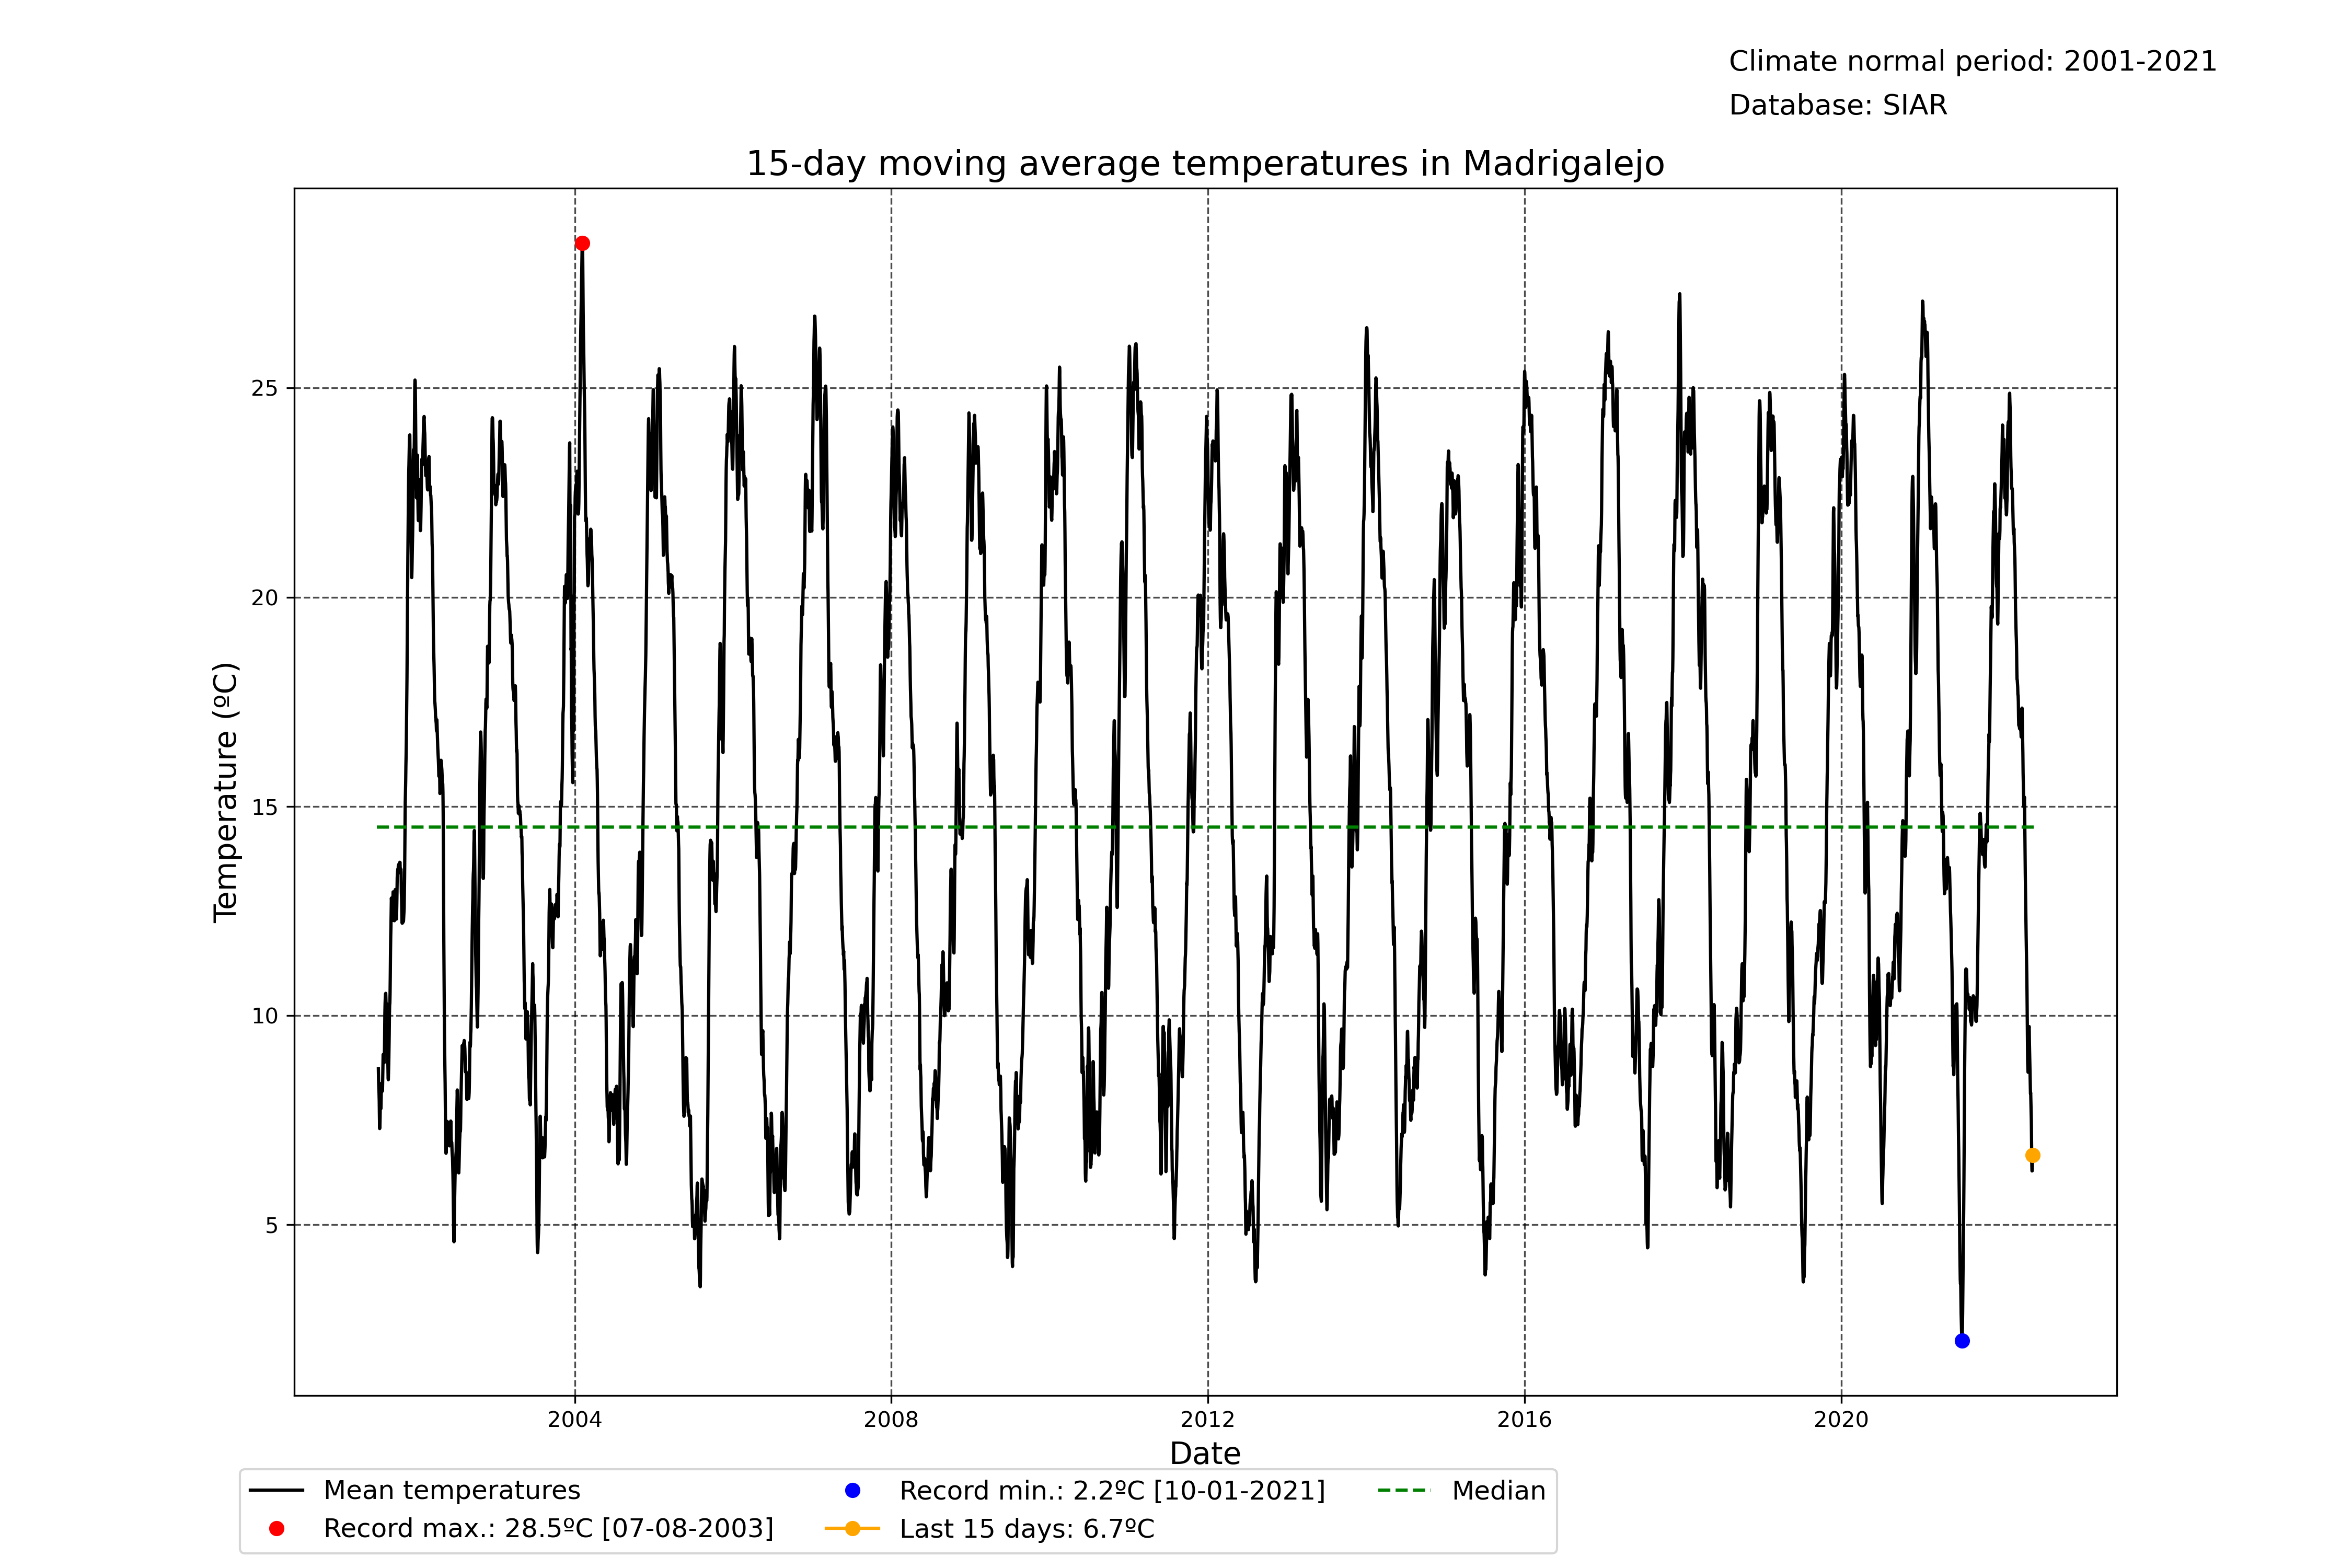 Climate normal period: 2001-2021
Database: SIAR
15-day moving average temperatures in Madrigalejo
Temperature (ºC)
25
20
15
10
5
2004 2008 2012 2016 2020
Date
Mean temperatures
Record max.: 28.5ºC [07-08-2003]
Record min.: 2.2ºC [10-01-2021]
Last 15 days: 6.7ºC
Median